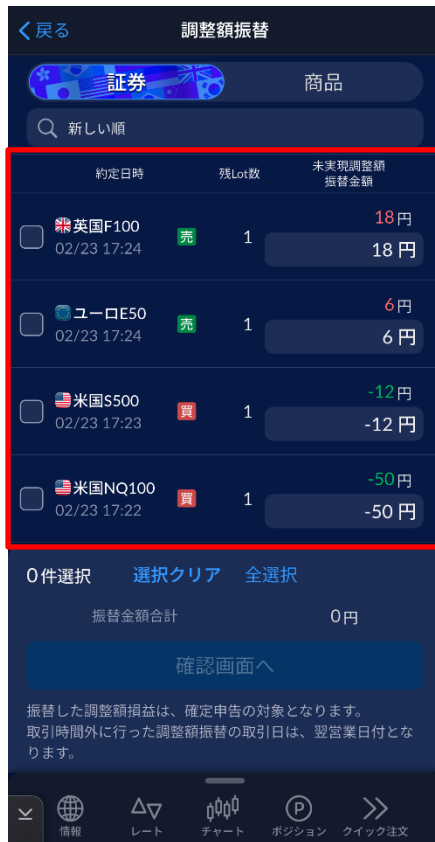 戻る
調整額振替
証券
商品
新しい順
約定日時
残Lot数
未実現調整額
振替金額
英国F100
02/23 17:24
売
1
18円
18 円
ユーロE50
02/23 17:24
売
1
6円
6 円
米国S500
02/23 17:23
買
1
-12円
-12 円
米国NQ100
02/23 17:22
買
1
-50円
-50 円
0件選択
選択クリア
全選択
振替金額合計
0円
確認画面へ
振替した調整額損益は、確定申告の対象となります。
取引時間外に行った調整額振替の取引日は、翌営業日付とな
ります。
情報
レート
チャート
P
ポジション
クイック注文